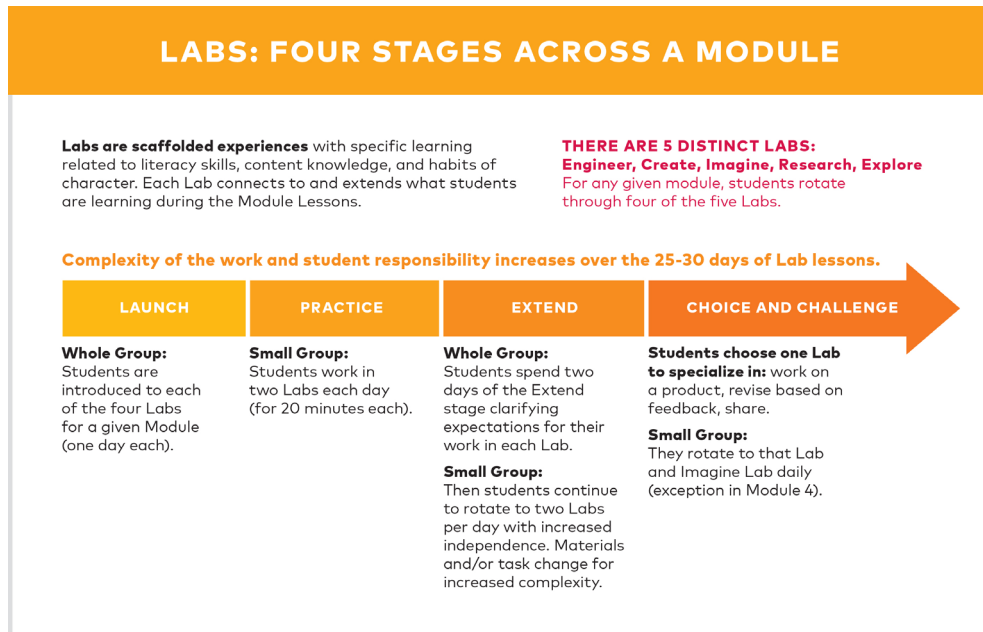 LABS: FOUR STAGES ACROSS A MODULE
Labs are scaffolded experiences with specific learning
related to literacy skills, content knowledge, and habits of
character. Each Lab connects to and extends what students
are learning during the Module Lessons.
THERE ARE 5 DISTINCT LABS:
Engineer, Create, Imagine, Research, Explore
For any given module, students rotate
through four of the five Labs.
Complexity of the work and student responsibility increases over the 25-30 days of Lab lessons.
LAUNCH
Whole Group:
Students are
introduced to each
of the four Labs
for a given Module
(one day each).
PRACTICE
Small Group:
Students work in
two Labs each day
(for 20 minutes each).
EXTEND
Whole Group:
Students spend two
days of the Extend
stage clarifying
expectations for their
work in each Lab.
Small Group:
Then students continue
to rotate to two Labs
per day with increased
independence. Materials
and/or task change for
increased complexity.
CHOICE AND CHALLENGE
Students choose one Lab
to specialize in: work on
a product, revise based on
feedback, share.
Small Group:
They rotate to that Lab
and Imagine Lab daily
(exception in Module 4).